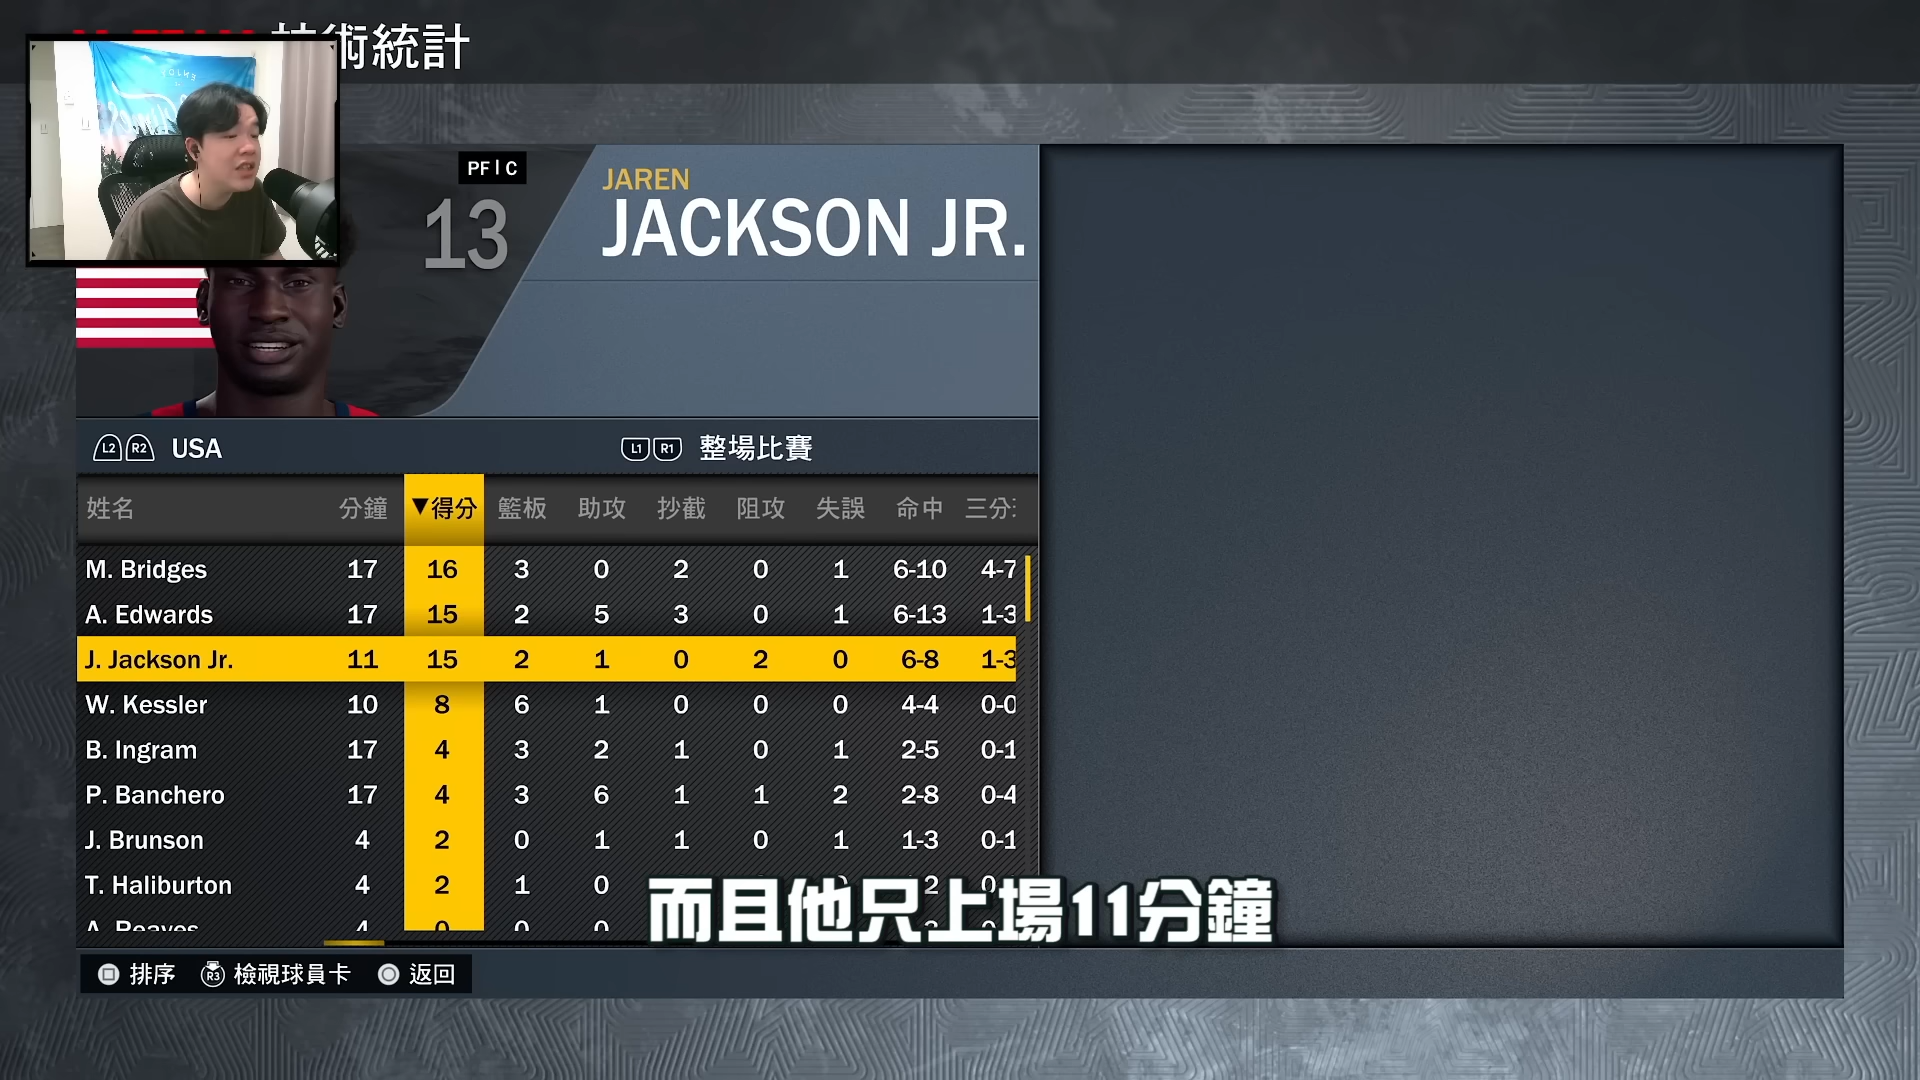 技術統計
PF | C
13
JAREN
JACKSON JR.
L2 R2 USA
L1 R1 整場比賽
姓名 分鐘 ▼得分 籃板 助攻 抄截 阻攻 失誤 命中 三分
M. Bridges 17 16 3 0 2 0 1 6-10 4-7
A. Edwards 17 15 2 5 3 0 1 6-13 1-3
J. Jackson Jr. 11 15 2 1 0 2 0 6-8 1-3
W. Kessler 10 8 6 1 0 0 0 4-4 0-0
B. Ingram 17 4 3 2 1 0 1 2-5 0-1
P. Banchero 17 4 3 6 1 1 2 2-8 0-4
J. Brunson 4 2 0 1 1 0 1 1-3 0-1
T. Haliburton 4 2 1 0
A. Reaves 4 0 0 0
而且他只上場11分鐘
排序 R3 檢視球員卡 返回